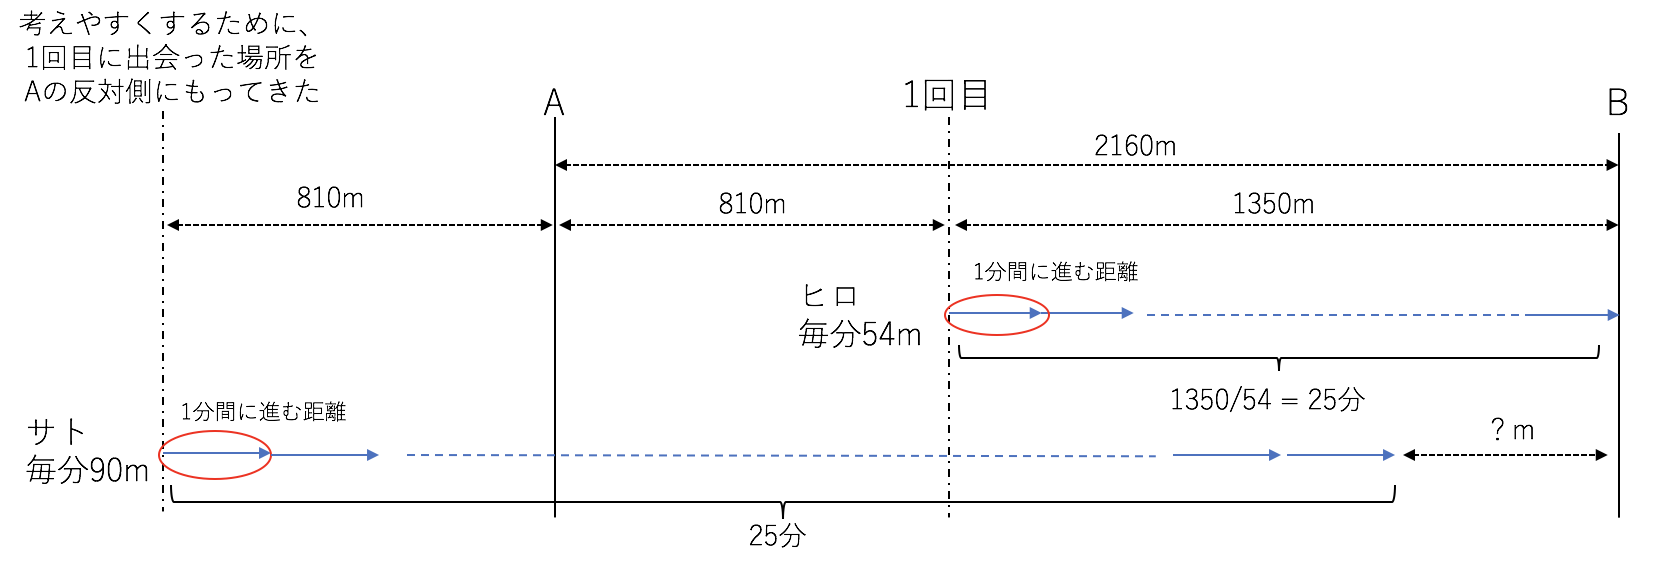 考えやすくするために、
1回目に出会った場所を
Aの反対側にもってきた
A
1回目
B
2160m
810m
810m
1350m
1分間に進む距離
ヒロ
毎分54m
1350/54 = 25分
1分間に進む距離
サト
毎分90m
？m
25分